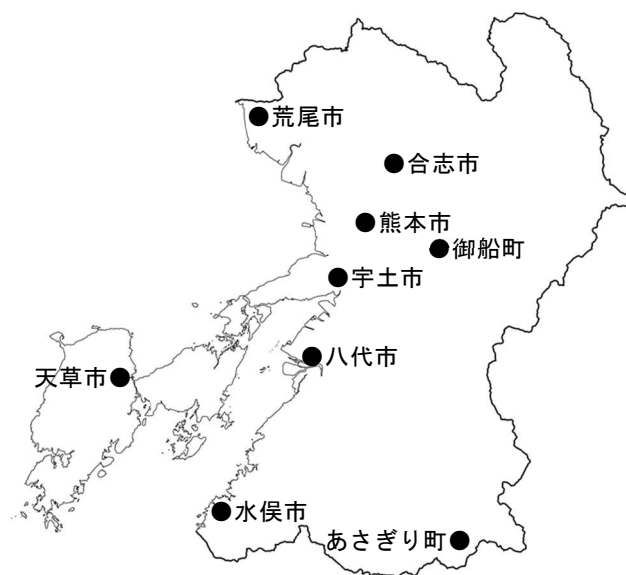 荒尾市
合志市
熊本市
御船町
宇土市
八代市
天草市
水俣市
あさぎり町